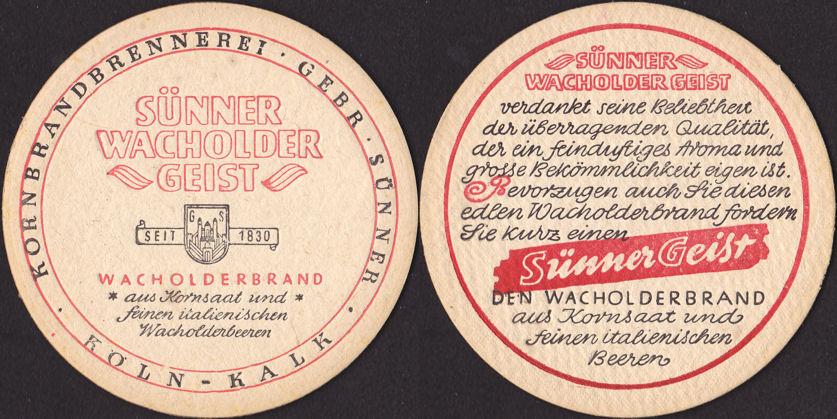 KORNBRANDBRENNEREI · GEBR · SÜNNER ·
SÜNNER
WACHOLDER
GEIST
G S
SEIT 1830
WACHOLDERBRAND
* aus Kornsaat und *
feinen italienischen
Wacholderbeeren
· KÖLN - KALK ·
SÜNNER
WACHOLDER GEIST
verdankt seine Beliebtheit
der überragenden Qualität,
der ein feinduftiges Aroma und
grosse Bekömmlichkeit eigen ist.
Bevorzugen auch Sie diesen
edlen Wacholderbrand fordern
Sie kurz einen
Sünner Geist
DEN WACHOLDERBRAND
aus Kornsaat und
feinen italienischen
Beeren